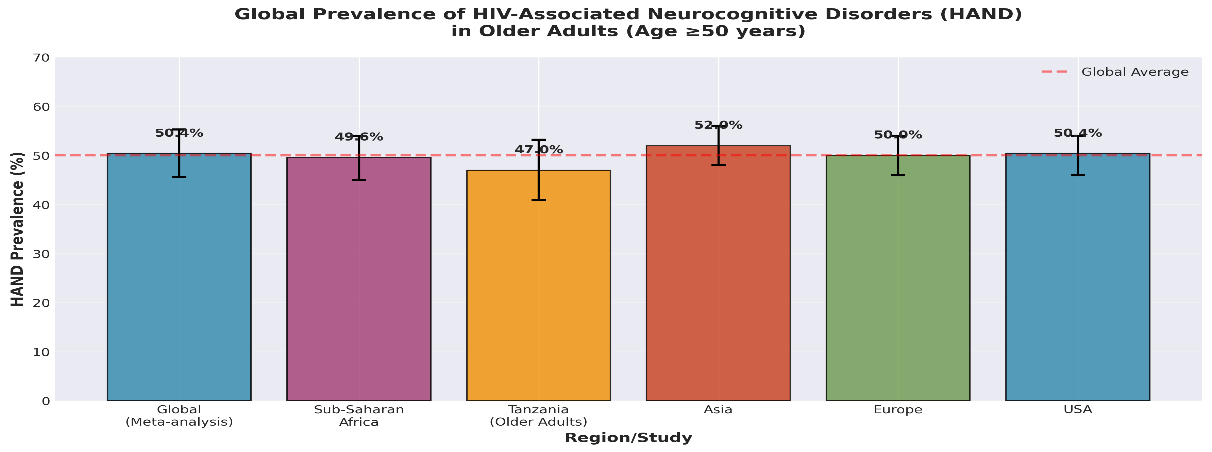 Global Prevalence of HIV-Associated Neurocognitive Disorders (HAND)
in Older Adults (Age ≥50 years)
Global Average
HAND Prevalence (%)
70
60
50
40
30
20
10
0
50.4%
49.6%
47.0%
52.0%
50.0%
50.4%
Global
(Meta-analysis)
Sub-Saharan
Africa
Tanzania
(Older Adults)
Asia
Europe
USA
Region/Study